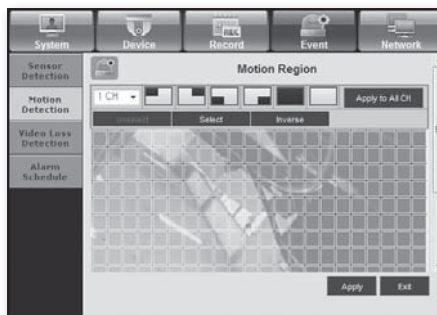 System Device Record Event Network
Sensor
Detection
Motion
Detection
Video Loss
Detection
Alarm
Schedule
Motion Region
1 CH Apply to All CH
Unselect Select Inverse
Apply Exit